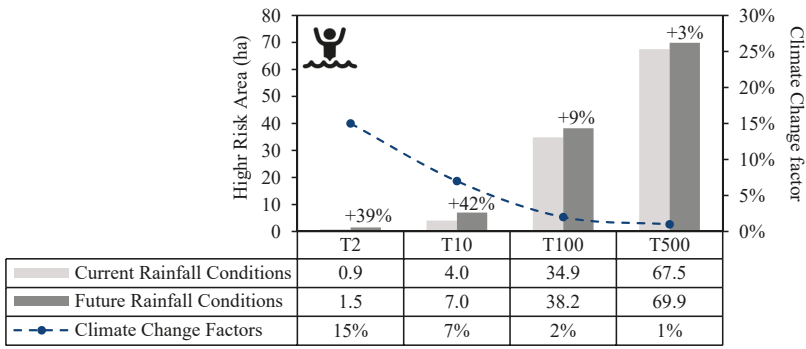 80 30%
70 25%
60 20%
50
40 15%
30 10%
20
10 5%
0 0%
Highr Risk Area (ha)
Climate Change factor
+39%
+42%
+9%
+3%
T2 T10 T100 T500
Current Rainfall Conditions 0.9 4.0 34.9 67.5
Future Rainfall Conditions 1.5 7.0 38.2 69.9
Climate Change Factors 15% 7% 2% 1%